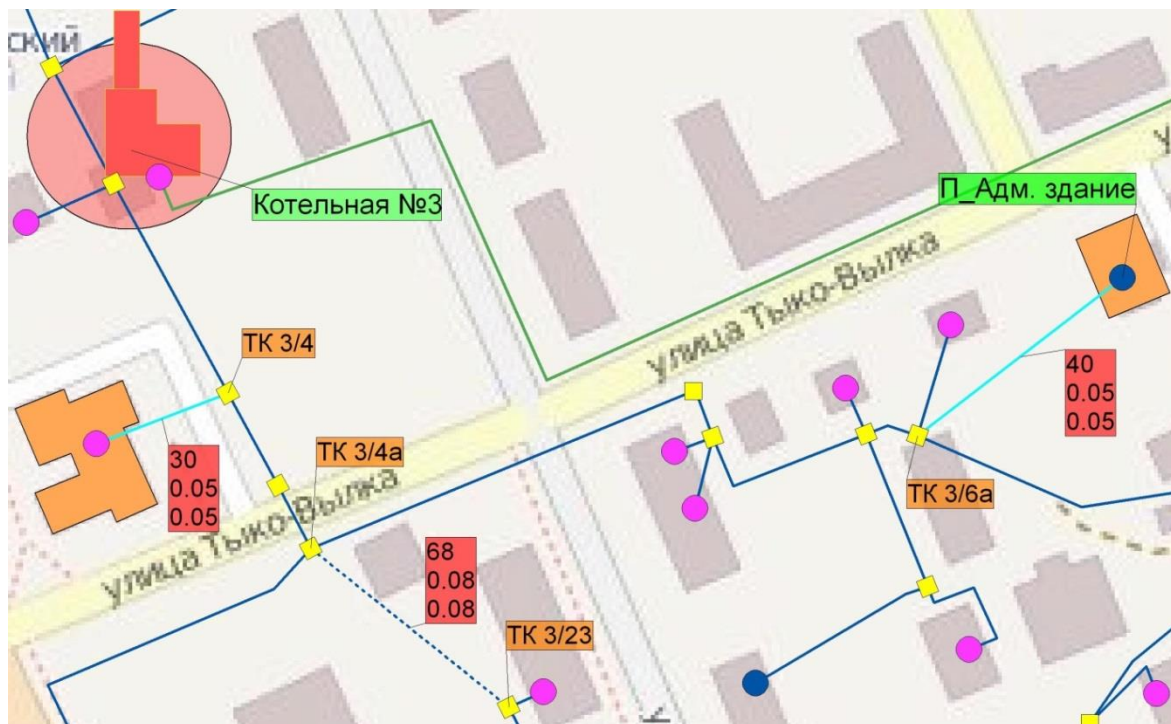 ский
Котельная №3
П_Адм. здание
улица Тыко-Вылка
ТК 3/4
40
0.05
0.05
30
0.05
0.05
ТК 3/4а
ТК 3/6а
улица Тыко-Вылка
68
0.08
0.08
ТК 3/23